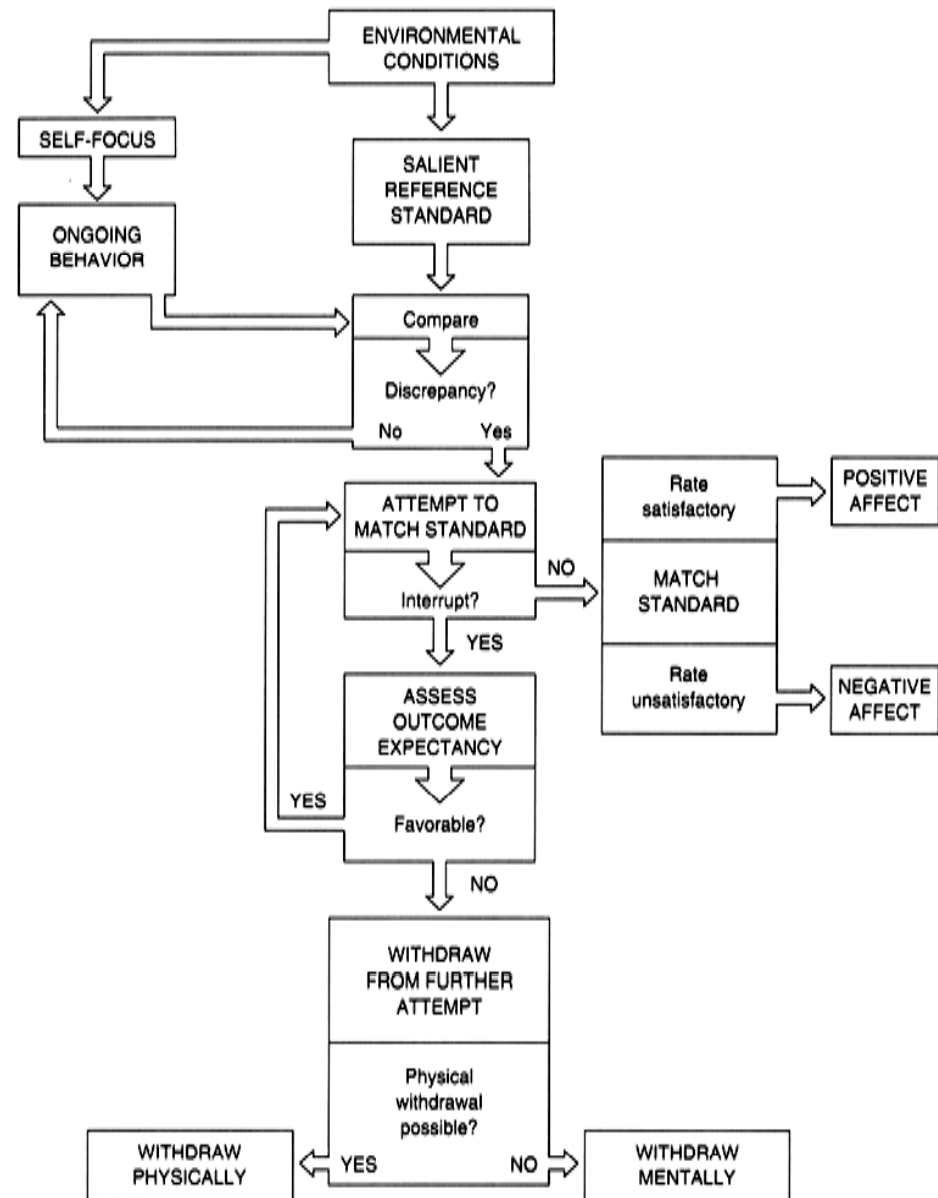 ENVIRONMENTAL
CONDITIONS
SELF-FOCUS
SALIENT
REFERENCE
STANDARD
ONGOING
BEHAVIOR
Compare
Discrepancy?
No Yes
ATTEMPT TO
MATCH STANDARD
Interrupt?
NO
YES
Rate
satisfactory
POSITIVE
AFFECT
MATCH
STANDARD
Rate
unsatisfactory
NEGATIVE
AFFECT
ASSESS
OUTCOME
EXPECTANCY
YES
Favorable?
NO
WITHDRAW
FROM FURTHER
ATTEMPT
Physical
withdrawal
possible?
YES NO
WITHDRAW
PHYSICALLY
WITHDRAW
MENTALLY